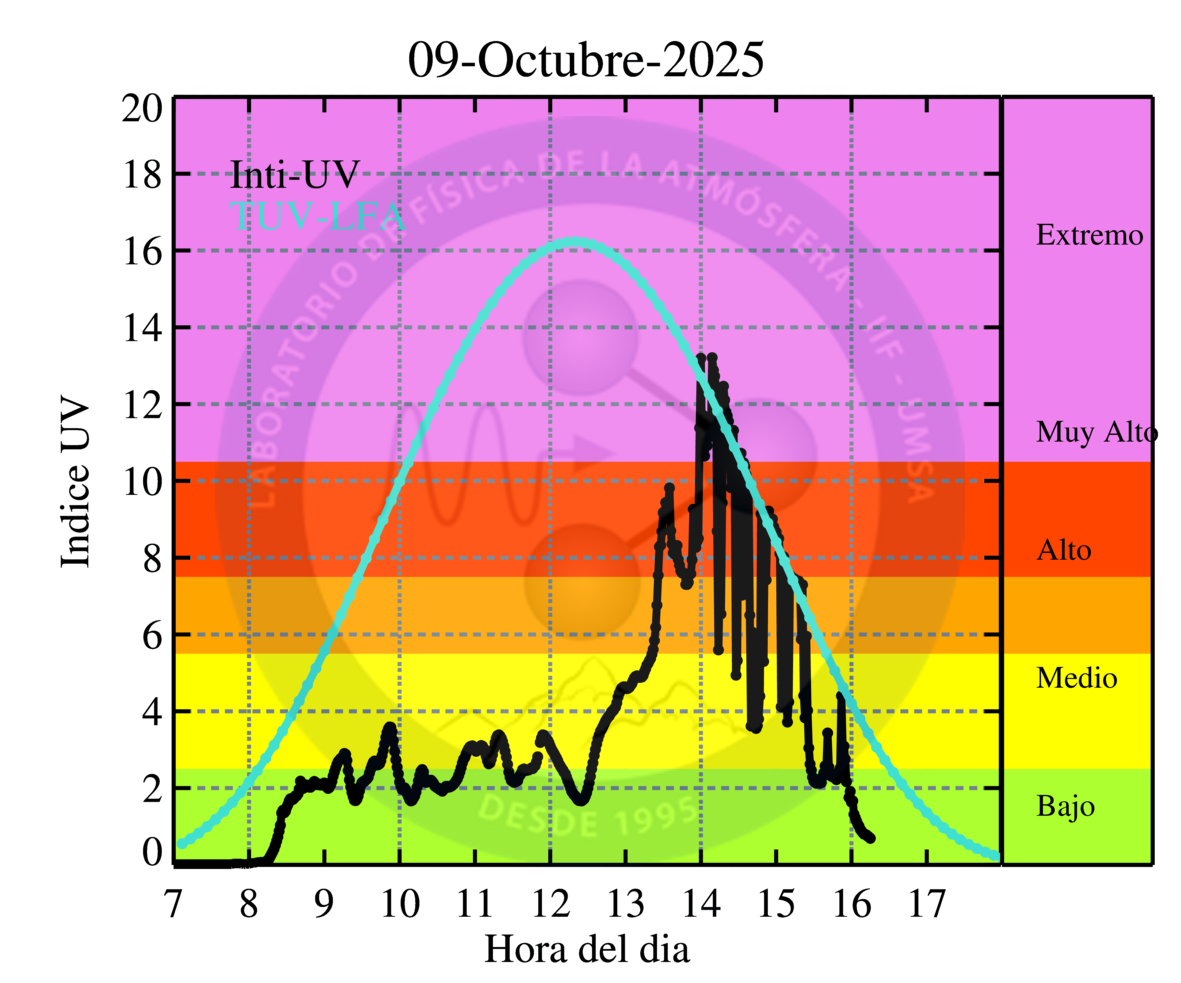 09-Octubre-2025
Inti-UV
TUV-LFA
LABORATORIO DE FÍSICA DE LA ATMÓSFERA - IIF - UMSA
DESDE 1995
Indice UV
20
18
16
14
12
10
8
6
4
2
0
Extremo
Muy Alto
Alto
Medio
Bajo
7 8 9 10 11 12 13 14 15 16 17
Hora del dia